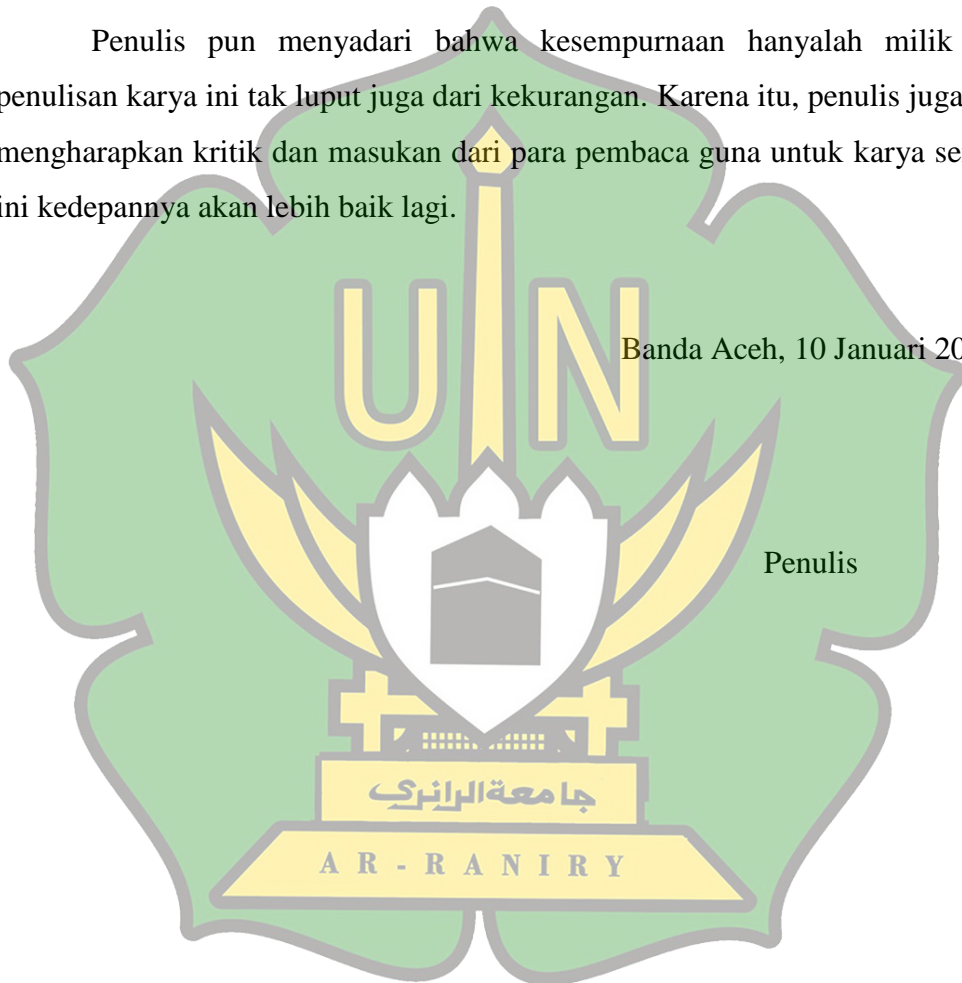 Penulis pun menyadari bahwa kesempurnaan hanyalah milik
penulisan karya ini tak luput juga dari kekurangan. Karena itu, penulis juga
mengharapkan kritik dan masukan dari para pembaca guna untuk karya se
ini kedepannya akan lebih baik lagi.
UIN
Banda Aceh, 10 Januari 20
Penulis
جامعة الرانري
AR-RANIRY